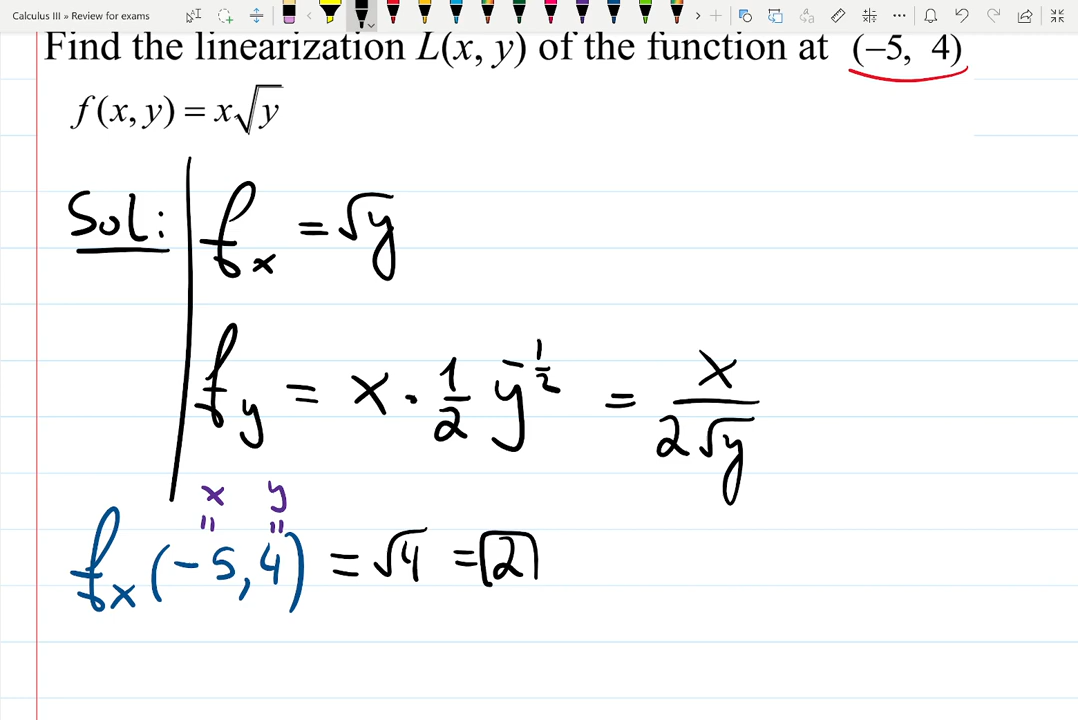 Calculus III » Review for exams
Find the linearization L(x, y) of the function at (−5, 4)
f(x, y) = x√y
Sol: fx = √y
fy = x · 1/2 y^-1/2 = x/(2√y)
x y
" "
fx(-5, 4) = √4 = 2